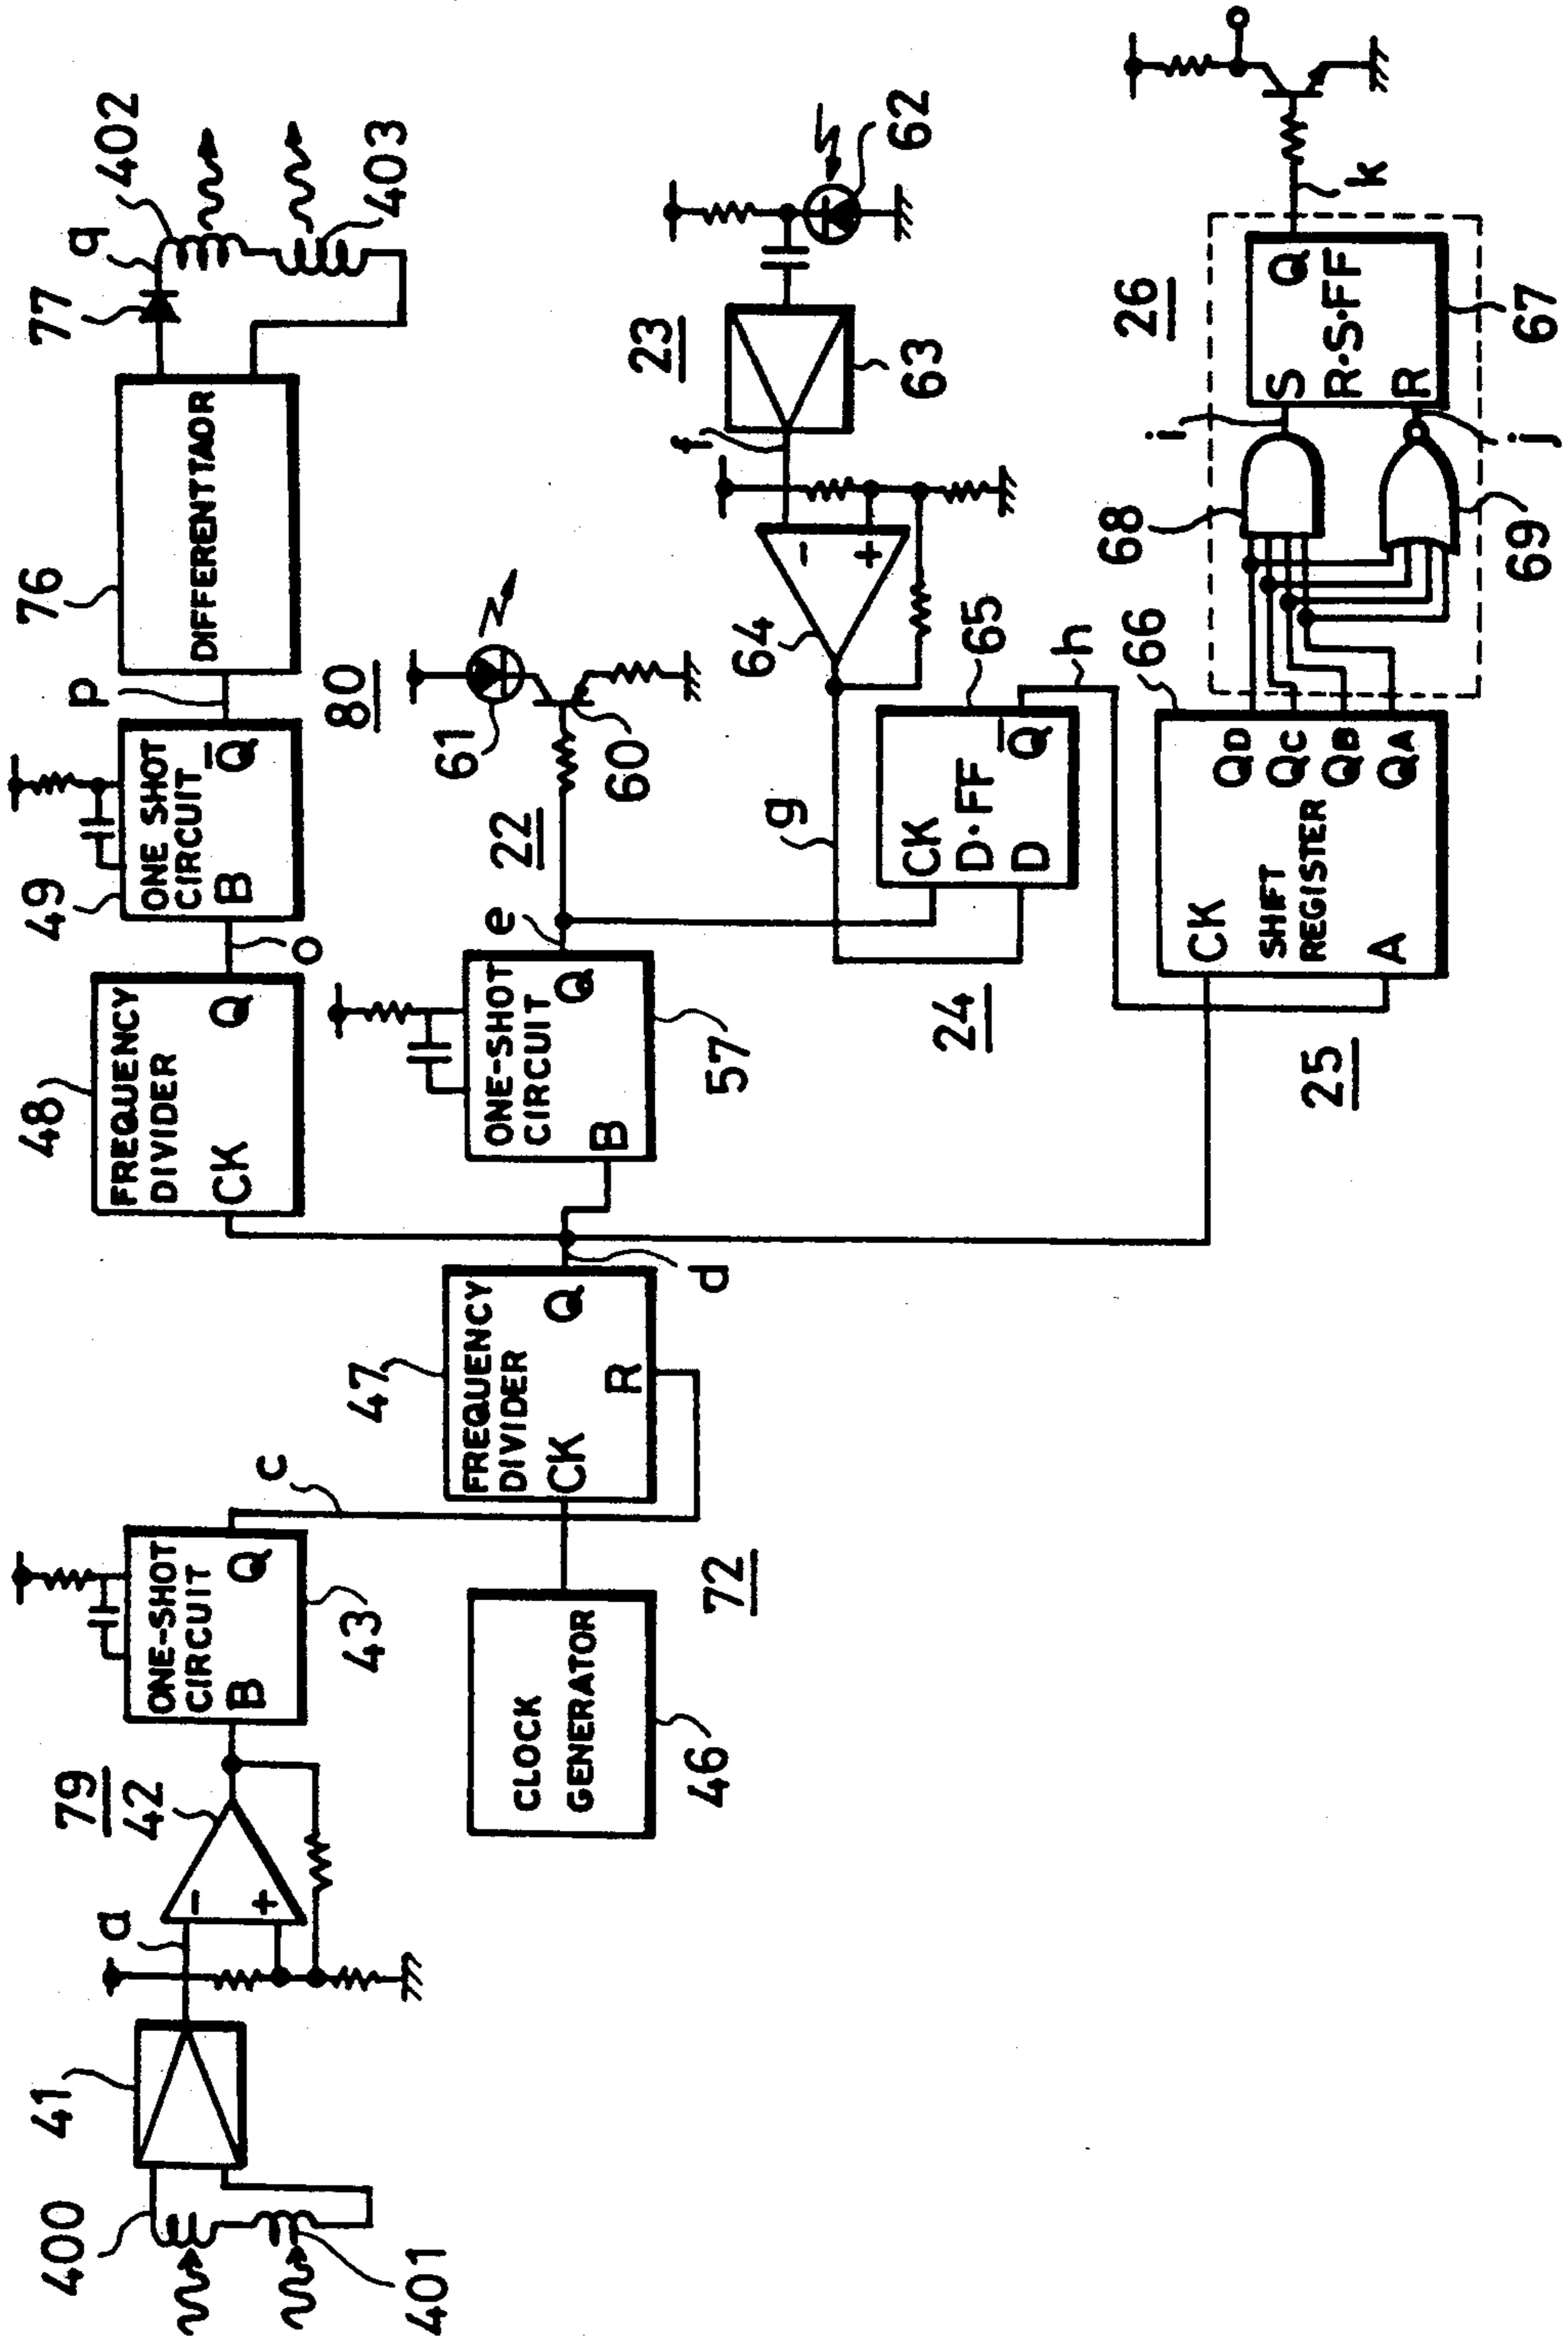 400
401
41
a
79
42
-
+
ONE-SHOT
CIRCUIT
B
Q
43
c
CLOCK
GENERATOR
46
72
FREQUENCY
DIVIDER
CK
Q
R
47
d
48
FREQUENCY
DIVIDER
CK
Q
o
49
ONE SHOT
CIRCUIT
B
Q̅
p
80
76
DIFFERENTTAOR
77
q
402
403
ONE-SHOT
CIRCUIT
B
Q
57
e
22
60
61
62
23
63
f
64
-
+
g
24
CK
D·FF
D
Q̅
65
h
25
CK
SHIFT
REGISTER
A
QD
QC
QB
QA
66
68
69
i
j
26
S
Q
R·S·FF
R
67
k